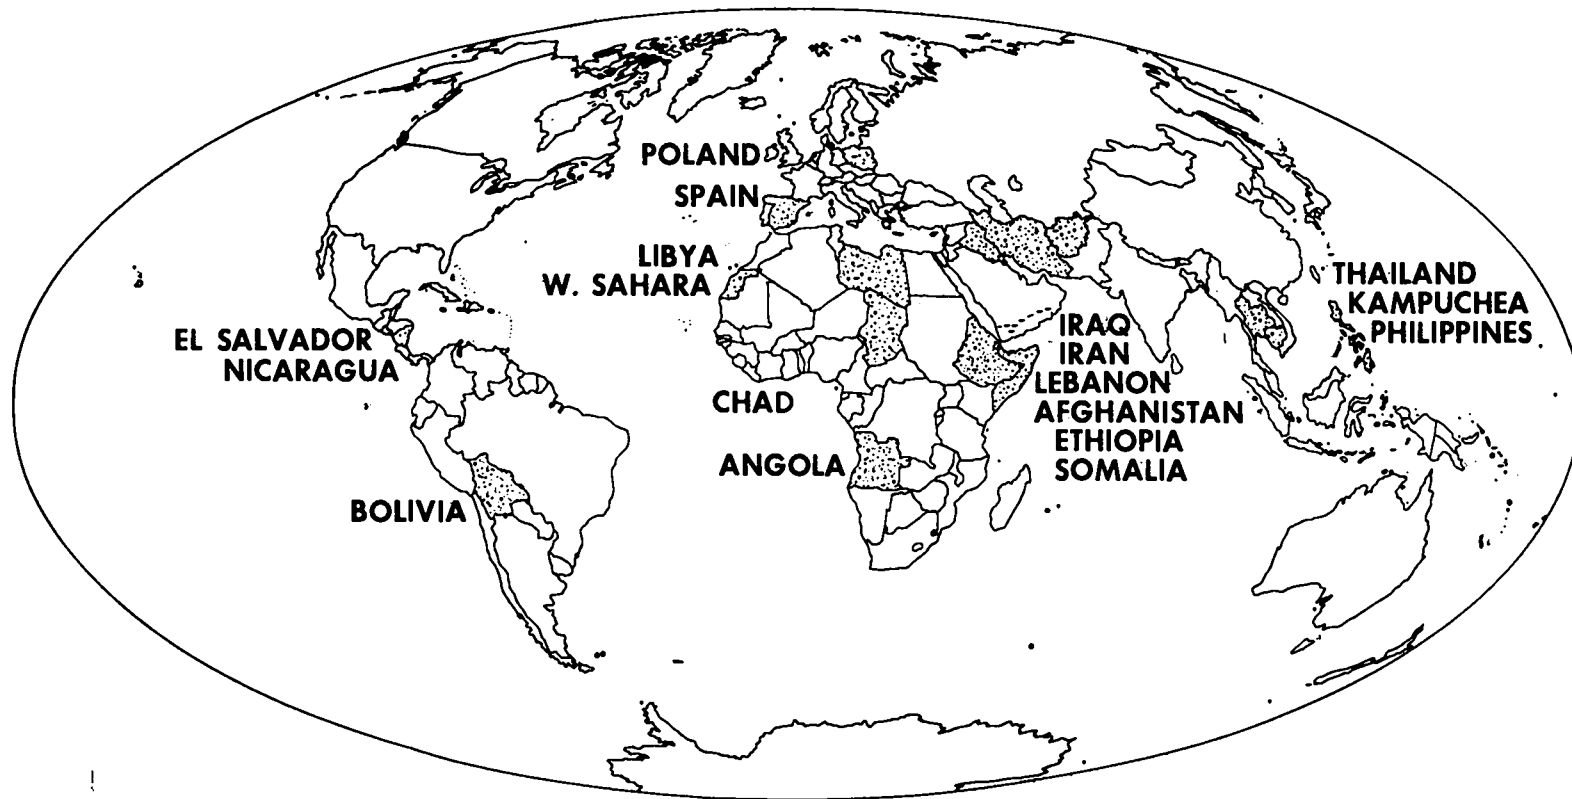 POLAND
SPAIN
LIBYA
W. SAHARA
EL SALVADOR
NICARAGUA
CHAD
ANGOLA
BOLIVIA
IRAQ
IRAN
LEBANON
AFGHANISTAN
ETHIOPIA
SOMALIA
THAILAND
KAMPUCHEA
PHILIPPINES